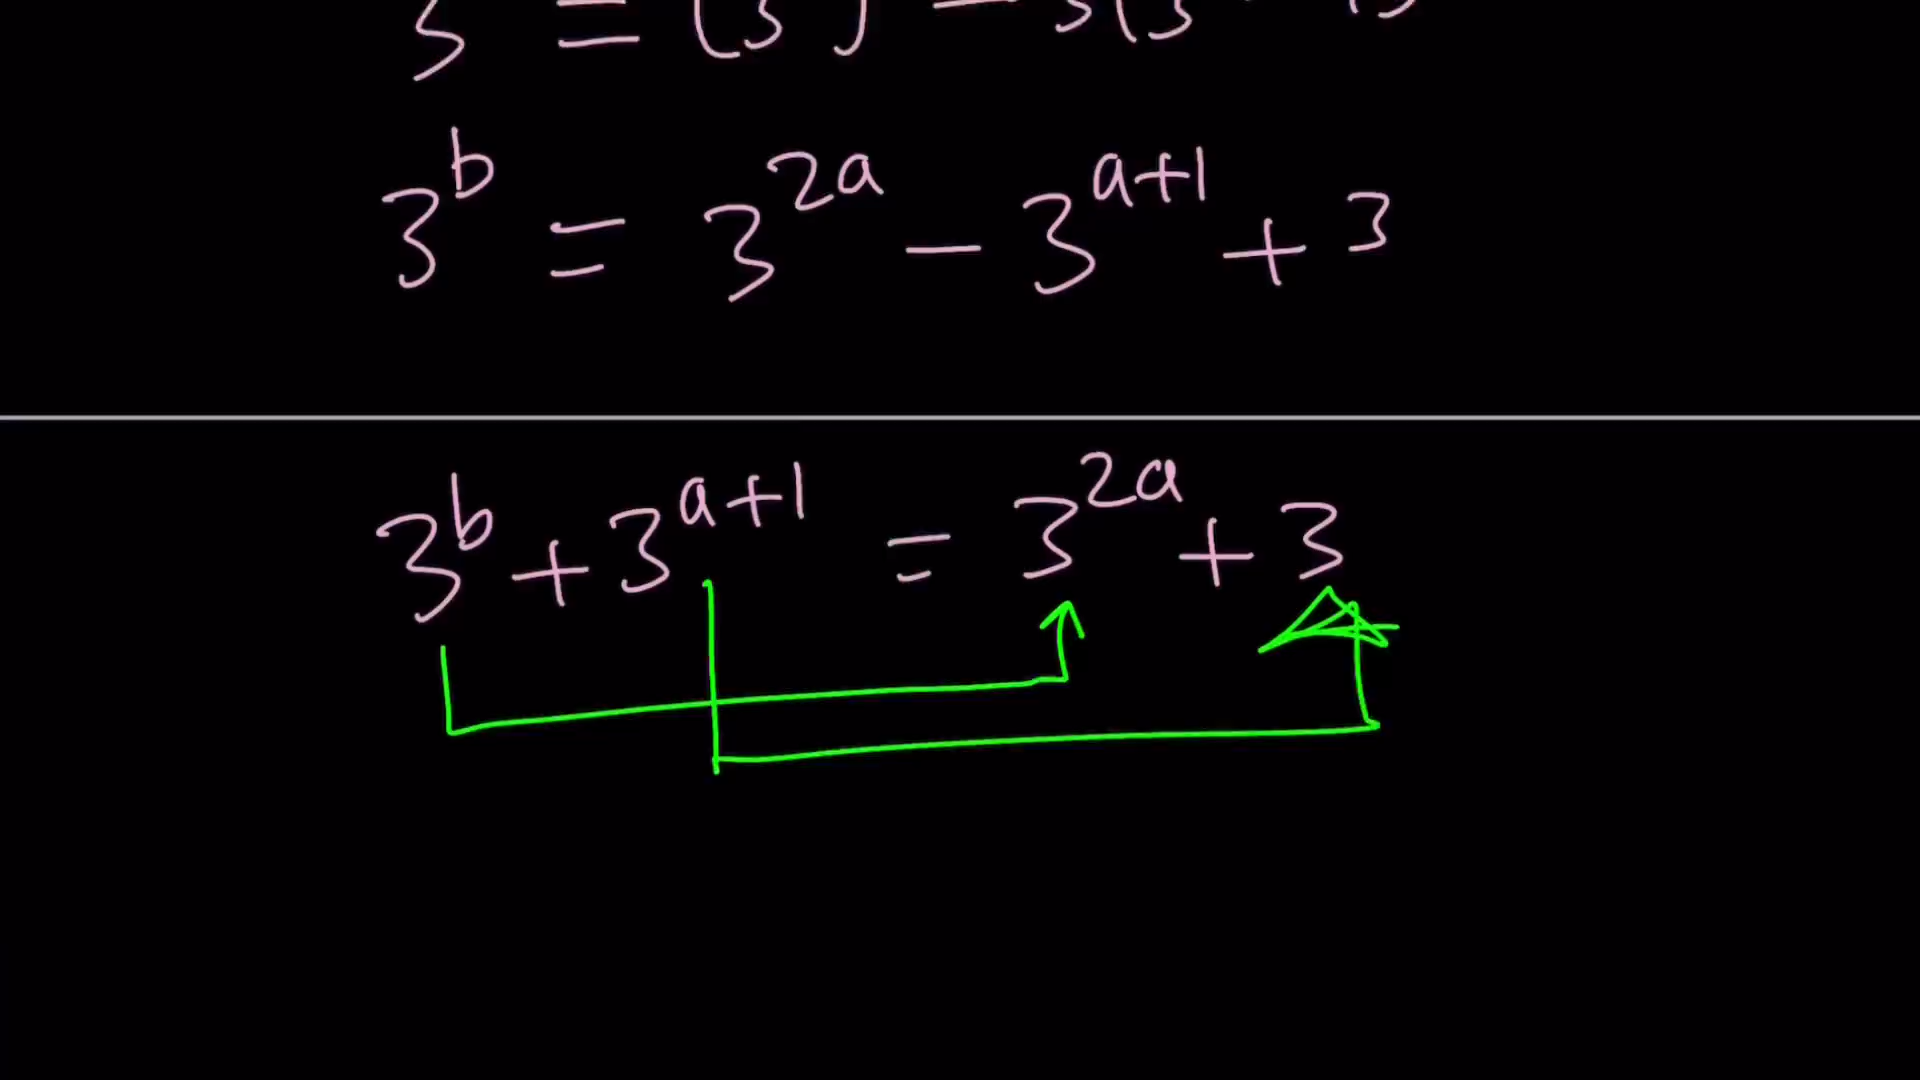 3^b = 3^{2a} - 3^{a+1} + 3
3^b + 3^{a+1} = 3^{2a} + 3